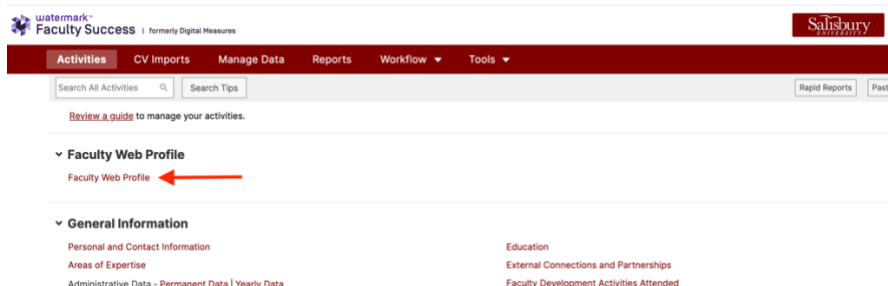 watermark™
Faculty Success | formerly Digital Measures
Salisbury
UNIVERSITY
Activities CV Imports Manage Data Reports Workflow Tools
Search All Activities Search Tips Rapid Reports Past
Review a guide to manage your activities.
Faculty Web Profile
Faculty Web Profile
General Information
Personal and Contact Information Education
Areas of Expertise External Connections and Partnerships
Administrative Data - Permanent Data | Yearly Data Faculty Development Activities Attended